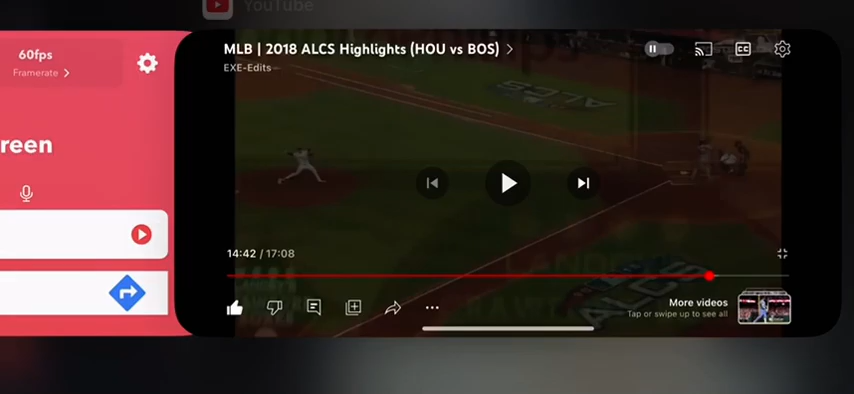 YouTube
60fps
Framerate
reen
MLB | 2018 ALCS Highlights (HOU vs BOS)
EXE-Edits
CC
ALCS
14:42 / 17:08
More videos
Tap or swipe up to see all